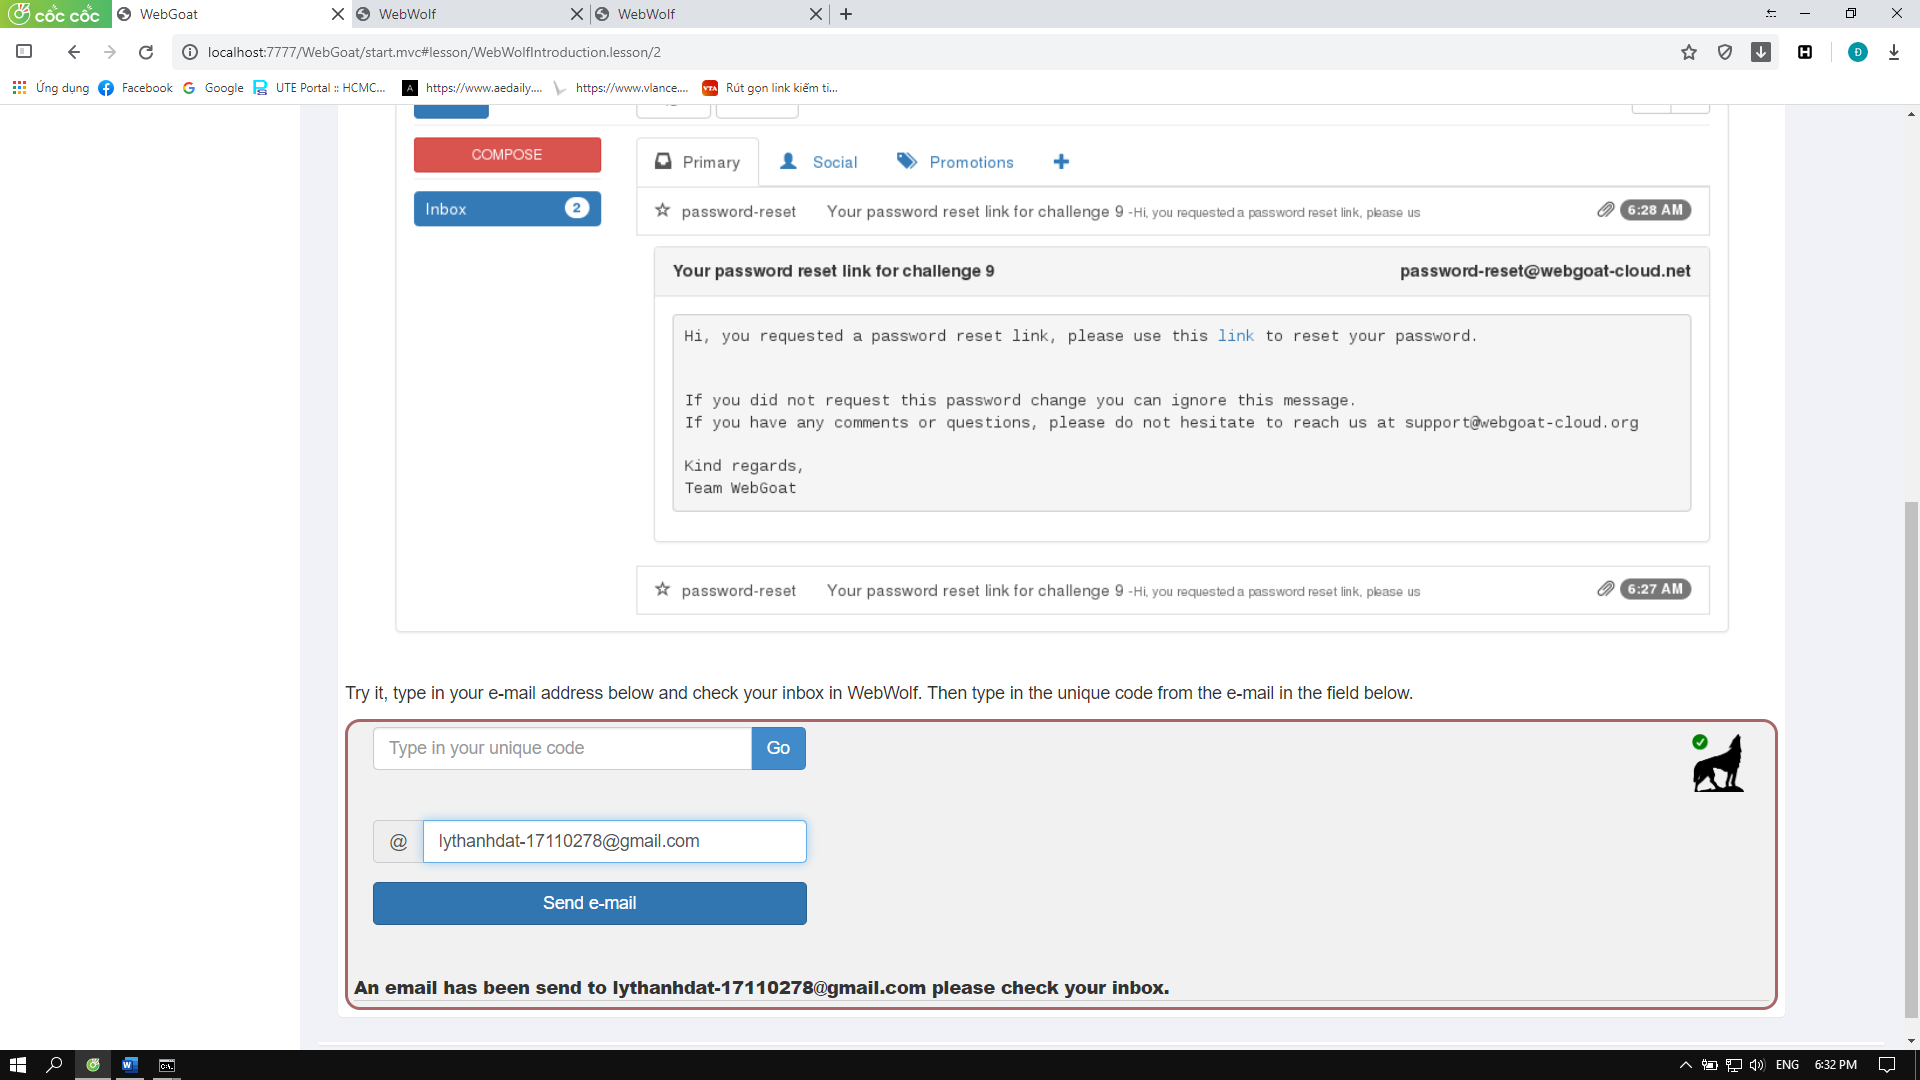 cốc cốc
WebGoat
WebWolf
WebWolf
localhost:7777/WebGoat/start.mvc#lesson/WebWolfIntroduction.lesson/2
Đ
Ứng dụng
Facebook
Google
UTE Portal :: HCMC...
https://www.aedaily....
https://www.vlance....
Rút gọn link kiếm ti...
COMPOSE
Primary
Social
Promotions
Inbox
2
password-reset Your password reset link for challenge 9 -Hi, you requested a password reset link, please us 6:28 AM
Your password reset link for challenge 9 password-reset@webgoat-cloud.net
Hi, you requested a password reset link, please use this link to reset your password.
If you did not request this password change you can ignore this message.
If you have any comments or questions, please do not hesitate to reach us at support@webgoat-cloud.org
Kind regards,
Team WebGoat
password-reset Your password reset link for challenge 9 -Hi, you requested a password reset link, please us 6:27 AM
Try it, type in your e-mail address below and check your inbox in WebWolf. Then type in the unique code from the e-mail in the field below.
Type in your unique code
Go
@ lythanhdat-17110278@gmail.com
Send e-mail
An email has been send to lythanhdat-17110278@gmail.com please check your inbox.
ENG
6:32 PM